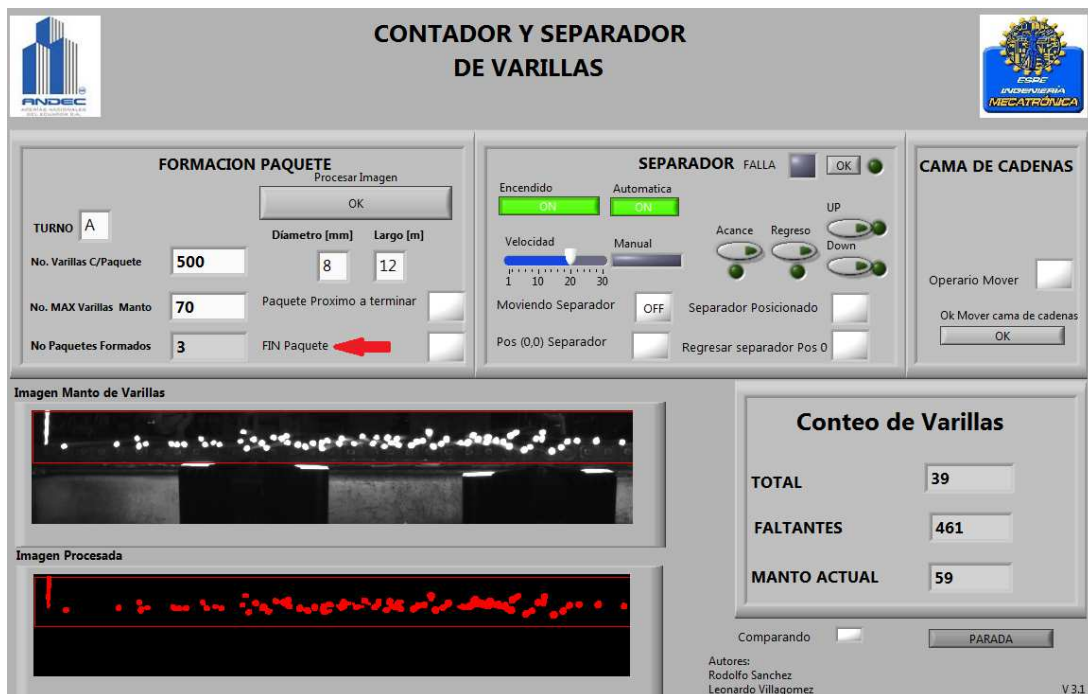 CONTADOR Y SEPARADOR
DE VARILLAS
ANDEC
ESPE
INGENIERÍA
MECATRÓNICA
FORMACION PAQUETE
Procesar Imagen
OK
TURNO A
Díametro [mm] Largo [m]
No. Varillas C/Paquete 500
8 12
No. MAX Varillas Manto 70
Paquete Proximo a terminar
No Paquetes Formados 3
FIN Paquete
SEPARADOR FALLA OK
Encendido Automatica
ON ON
UP
Velocidad Manual
Acance Regreso Down
1 10 20 30
Moviendo Separador OFF Separador Posicionado
Pos (0,0) Separador Regresar separador Pos 0
CAMA DE CADENAS
Operario Mover
Ok Mover cama de cadenas
OK
Imagen Manto de Varillas
Imagen Procesada
Conteo de Varillas
TOTAL 39
FALTANTES 461
MANTO ACTUAL 59
Comparando PARADA
Autores:
Rodolfo Sanchez
Leonardo Villagomez V 3.1